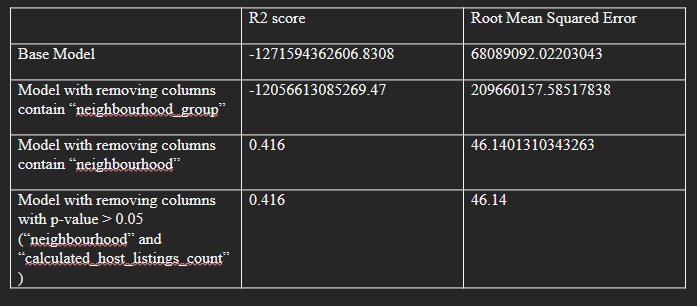 R2 score
Root Mean Squared Error
Base Model
-1271594362606.8308
68089092.02203043
Model with removing columns
contain “neighbourhood_group”
-12056613085269.47
209660157.58517838
Model with removing columns
contain “neighbourhood”
0.416
46.1401310343263
Model with removing columns
with p-value > 0.05
(“neighbourhood” and
“calculated_host_listings_count”
)
0.416
46.14